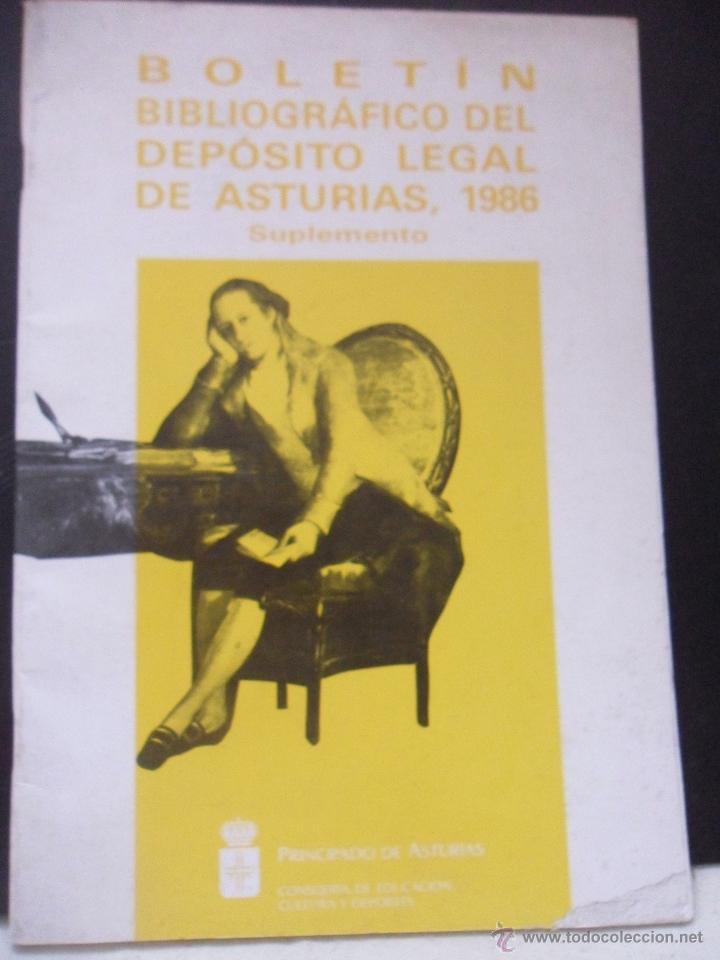 BOLETÍN
BIBLIOGRÁFICO DEL
DEPÓSITO LEGAL
DE ASTURIAS, 1986
Suplemento
PRINCIPADO DE ASTURIAS
CONSEJERÍA DE EDUCACIÓN,
CULTURA Y DEPORTES
www.todocoleccion.net